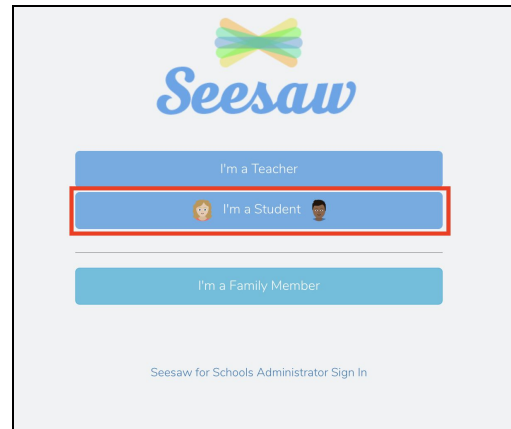 Seesaw
I'm a Teacher
I'm a Student
I'm a Family Member
Seesaw for Schools Administrator Sign In